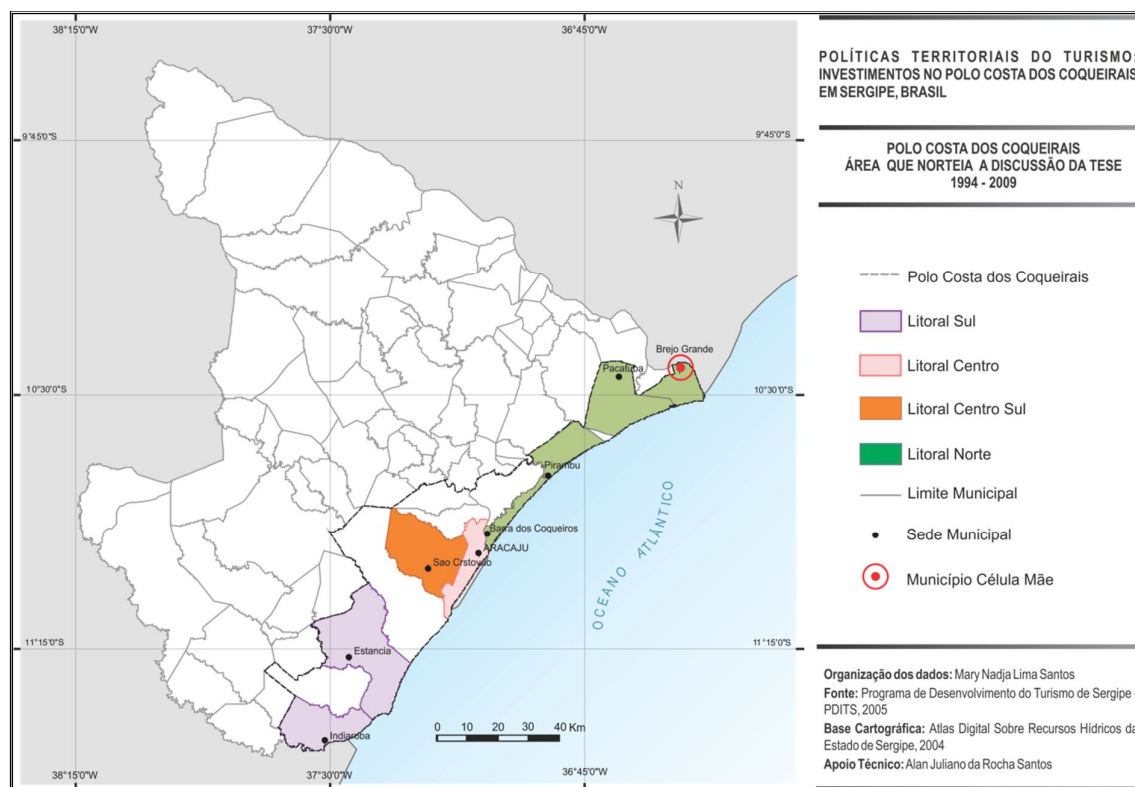 38°15'0"W
37°30'0"W
36°45'0"W
9°45'0"S
9°45'0"S
N
Brejo Grande
Pacatuba
10°30'0"S
10°30'0"S
Pirambu
Barra dos Coqueiros
ARACAJU
Sao Crstovão
OCEANO ATLÂNTICO
11°15'0"S
11°15'0"S
Estancia
Indiaroba
0 10 20 30 40 Km
38°15'0"W
37°30'0"W
36°45'0"W
POLÍTICAS TERRITORIAIS DO TURISMO:
INVESTIMENTOS NO POLO COSTA DOS COQUEIRAIS
EM SERGIPE, BRASIL
POLO COSTA DOS COQUEIRAIS
ÁREA QUE NORTEIA A DISCUSSÃO DA TESE
1994 - 2009
Polo Costa dos Coqueirais
Litoral Sul
Litoral Centro
Litoral Centro Sul
Litoral Norte
Limite Municipal
Sede Municipal
Município Célula Mãe
Organização dos dados: Mary Nadja Lima Santos
Fonte: Programa de Desenvolvimento do Turismo de Sergipe -
PDITS, 2005
Base Cartográfica: Atlas Digital Sobre Recursos Hídricos da
Estado de Sergipe, 2004
Apoio Técnico: Alan Juliano da Rocha Santos